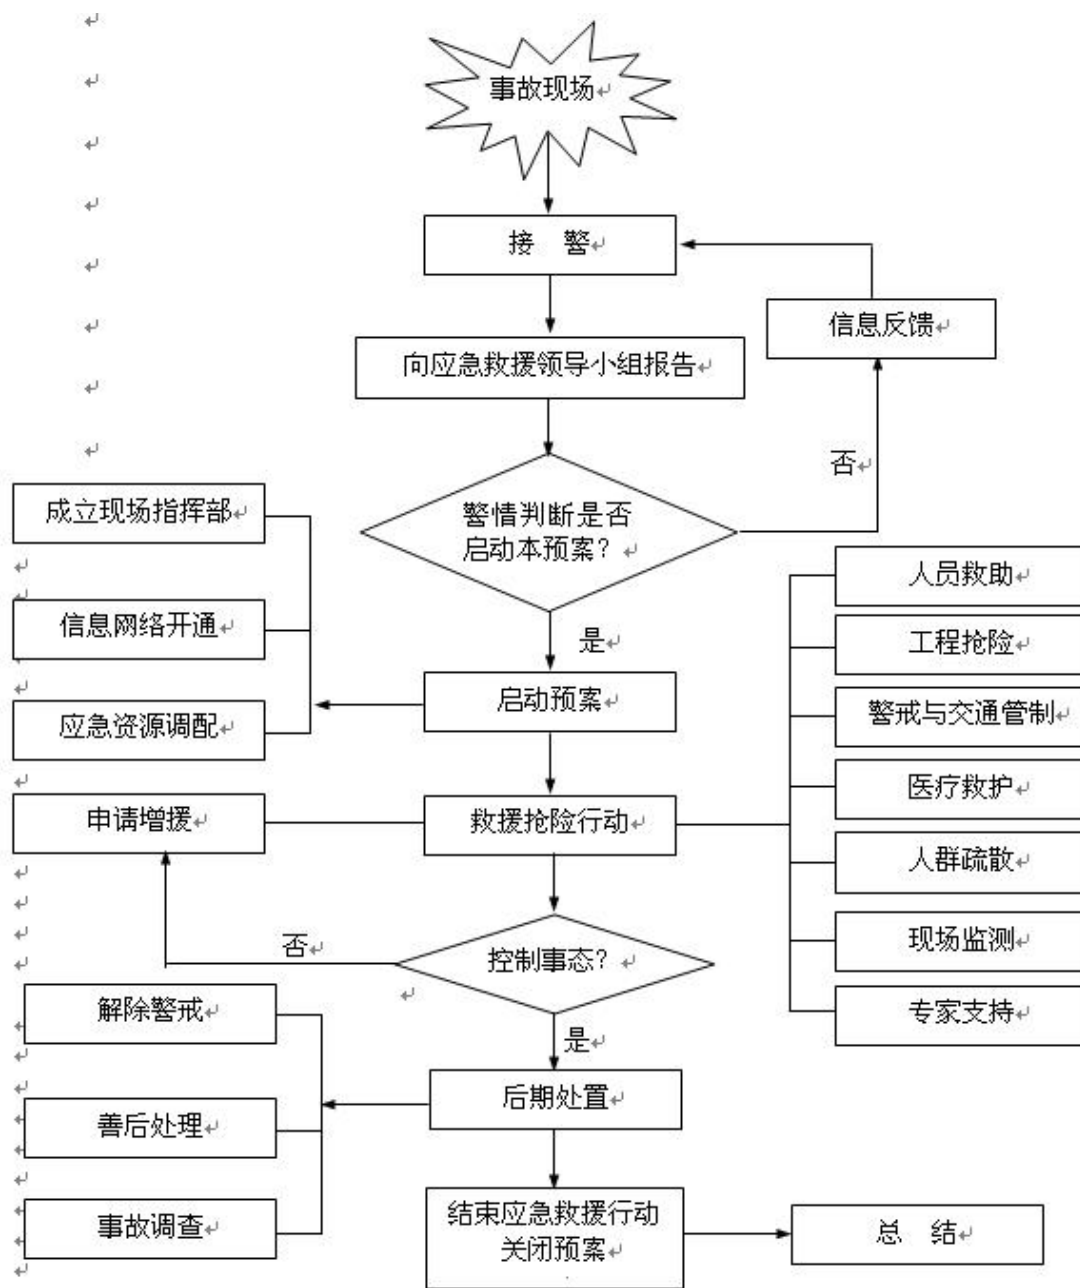 事故现场
接 警
信息反馈
向应急救援领导小组报告
否
成立现场指挥部
警情判断是否
启动本预案？
人员救助
信息网络开通
是
工程抢险
启动预案
警戒与交通管制
应急资源调配
医疗救护
申请增援
救援抢险行动
人群疏散
否
控制事态？
现场监测
解除警戒
专家支持
是
后期处置
善后处理
事故调查
结束应急救援行动
关闭预案
总 结